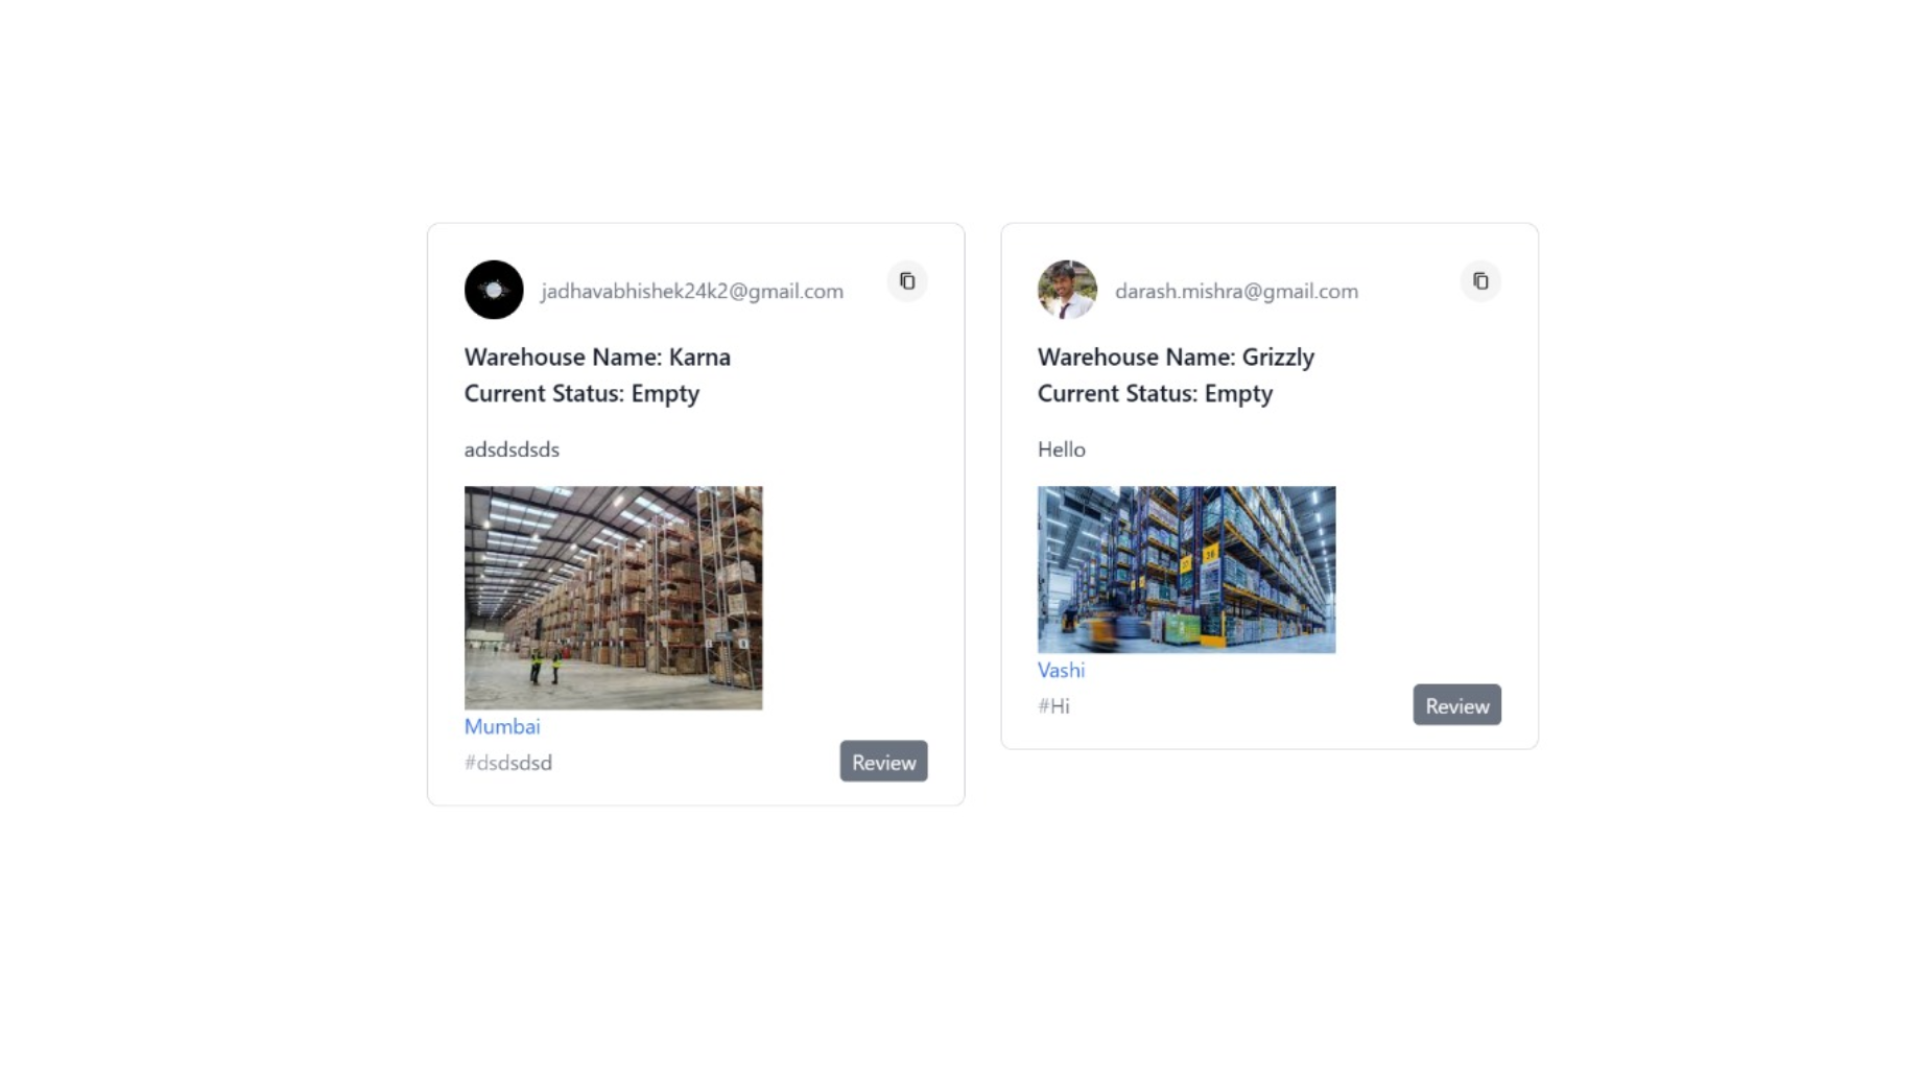 jadhavabhishek24k2@gmail.com
Warehouse Name: Karna
Current Status: Empty
adsdsdsds
Mumbai
#dsdsdsd
Review
darash.mishra@gmail.com
Warehouse Name: Grizzly
Current Status: Empty
Hello
Vashi
#Hi
Review